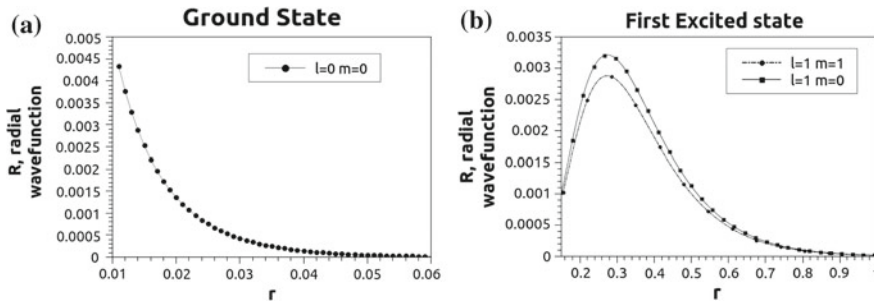 (a)
Ground State
0.005
0.0045
0.004
0.0035
0.003
0.0025
0.002
0.0015
0.001
0.0005
0
R, radial
wavefunction
l=0 m=0
0.01
0.02
0.03
0.04
0.05
0.06
r
(b)
First Excited state
0.0035
0.003
0.0025
0.002
0.0015
0.001
0.0005
0
R, radial
wavefunction
l=1 m=1
l=1 m=0
0.2
0.3
0.4
0.5
0.6
0.7
0.8
0.9
r